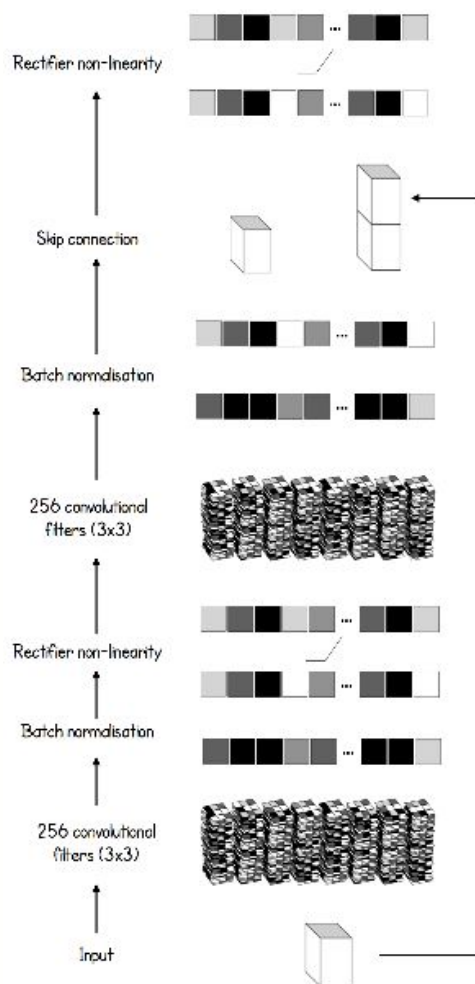 Rectifier non-linearity
...
...
Skip connection
...
Batch normalisation
...
256 convolutional
filters (3x3)
...
Rectifier non-linearity
...
Batch normalisation
...
256 convolutional
filters (3x3)
Input